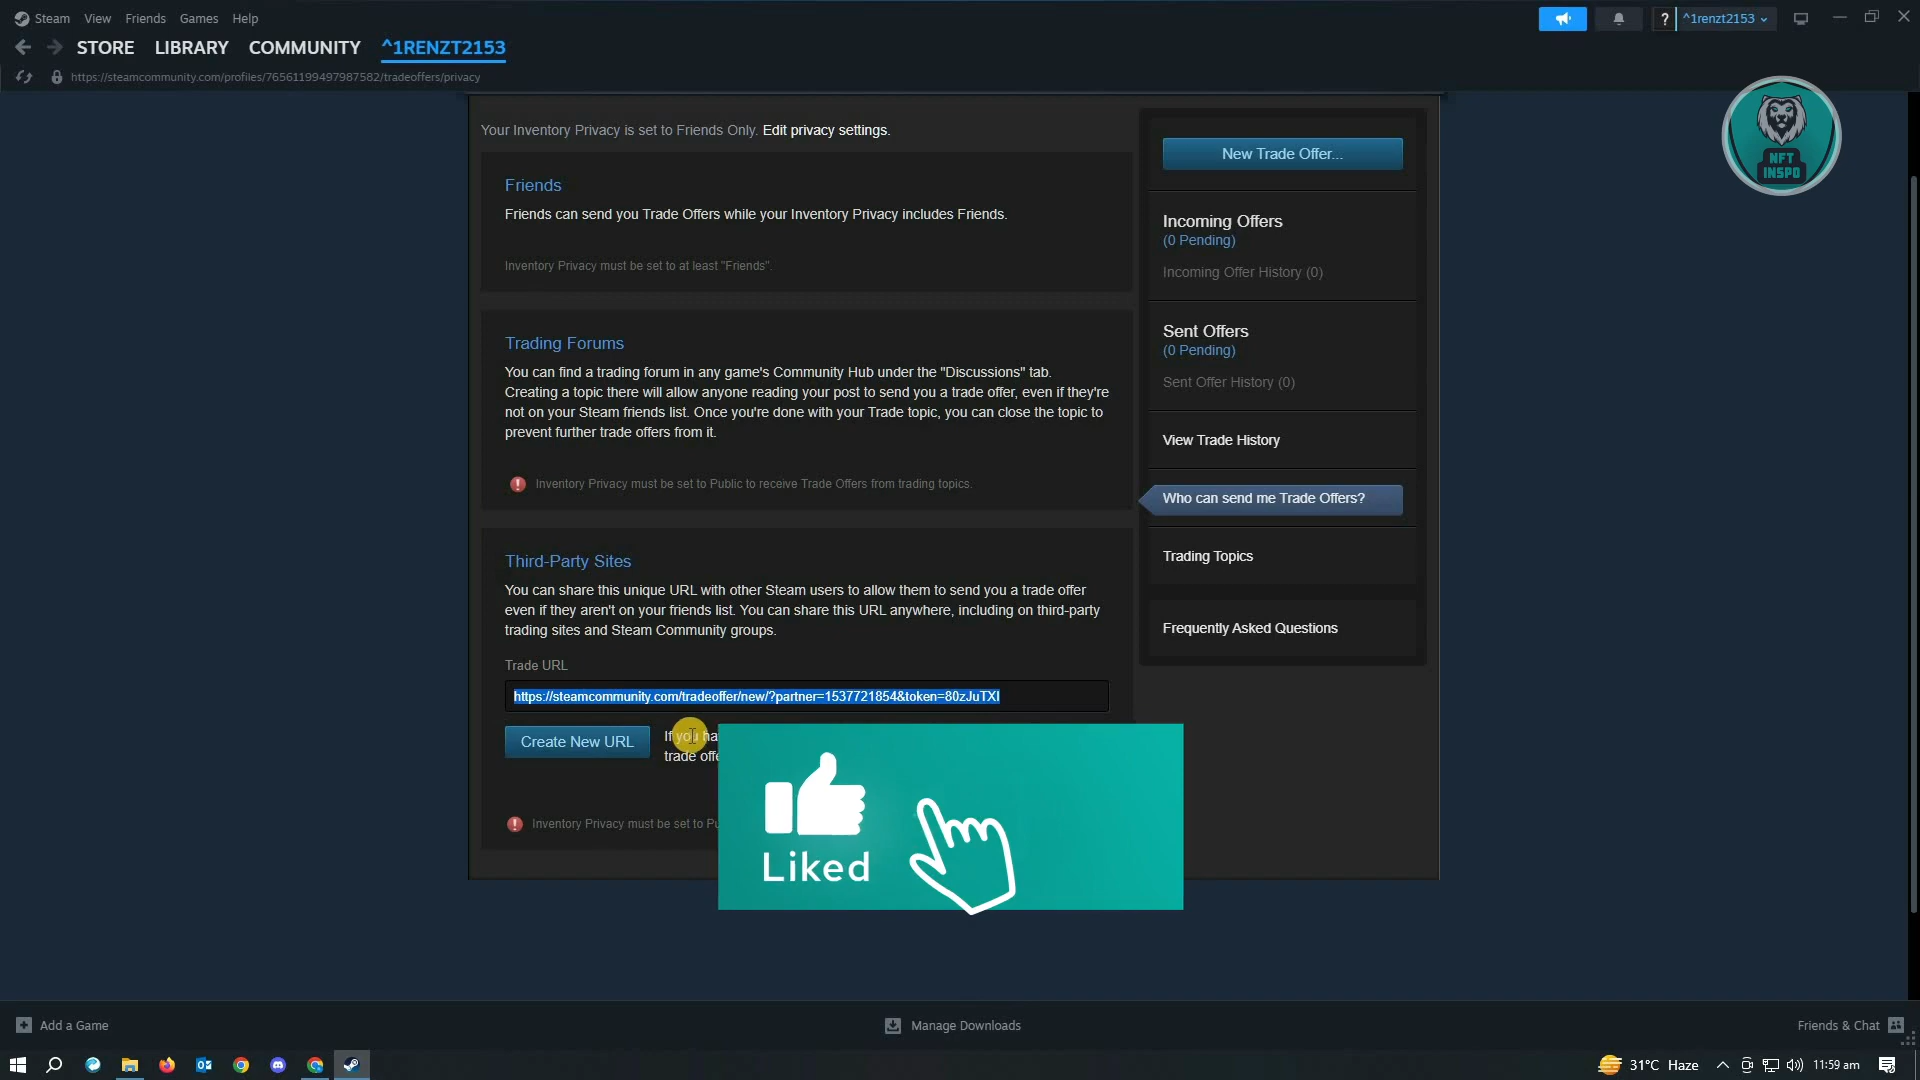 Steam View Friends Games Help
^1renzt2153
STORE LIBRARY COMMUNITY ^1RENZT2153
https://steamcommunity.com/profiles/76561199497987582/tradeoffers/privacy
NFT
INSPO
Your Inventory Privacy is set to Friends Only. Edit privacy settings.
Friends
Friends can send you Trade Offers while your Inventory Privacy includes Friends.
Inventory Privacy must be set to at least "Friends".
Trading Forums
You can find a trading forum in any game's Community Hub under the "Discussions" tab.
Creating a topic there will allow anyone reading your post to send you a trade offer, even if they're
not on your Steam friends list. Once you're done with your Trade topic, you can close the topic to
prevent further trade offers from it.
Inventory Privacy must be set to Public to receive Trade Offers from trading topics.
Third-Party Sites
You can share this unique URL with other Steam users to allow them to send you a trade offer
even if they aren't on your friends list. You can share this URL anywhere, including on third-party
trading sites and Steam Community groups.
Trade URL
https://steamcommunity.com/tradeoffer/new/?partner=1537721854&token=80zJuTXI
Create New URL
If you ha
trade offe
Inventory Privacy must be set to Pu
Liked
New Trade Offer...
Incoming Offers
(0 Pending)
Incoming Offer History (0)
Sent Offers
(0 Pending)
Sent Offer History (0)
View Trade History
Who can send me Trade Offers?
Trading Topics
Frequently Asked Questions
Add a Game
Manage Downloads
Friends & Chat
31°C Haze
11:59 am